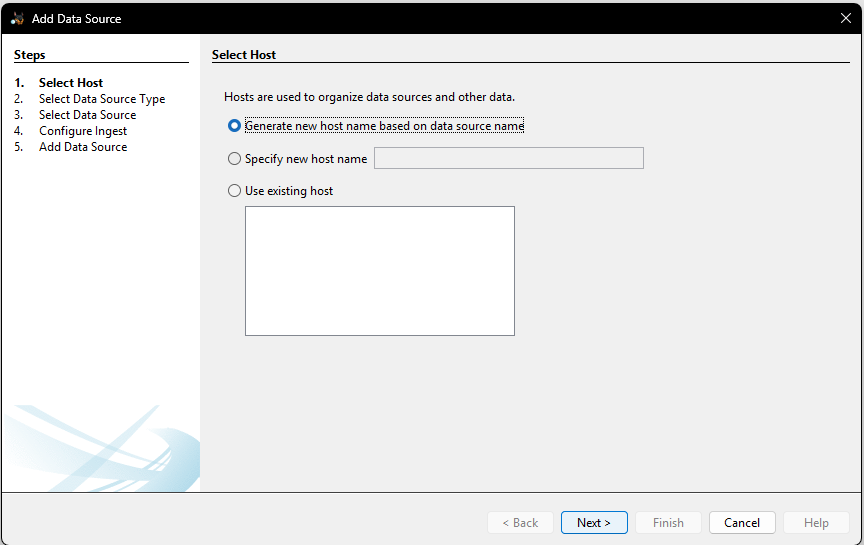 Add Data Source
Steps
1. Select Host
2. Select Data Source Type
3. Select Data Source
4. Configure Ingest
5. Add Data Source
Select Host
Hosts are used to organize data sources and other data.
Generate new host name based on data source name
Specify new host name
Use existing host
< Back
Next >
Finish
Cancel
Help